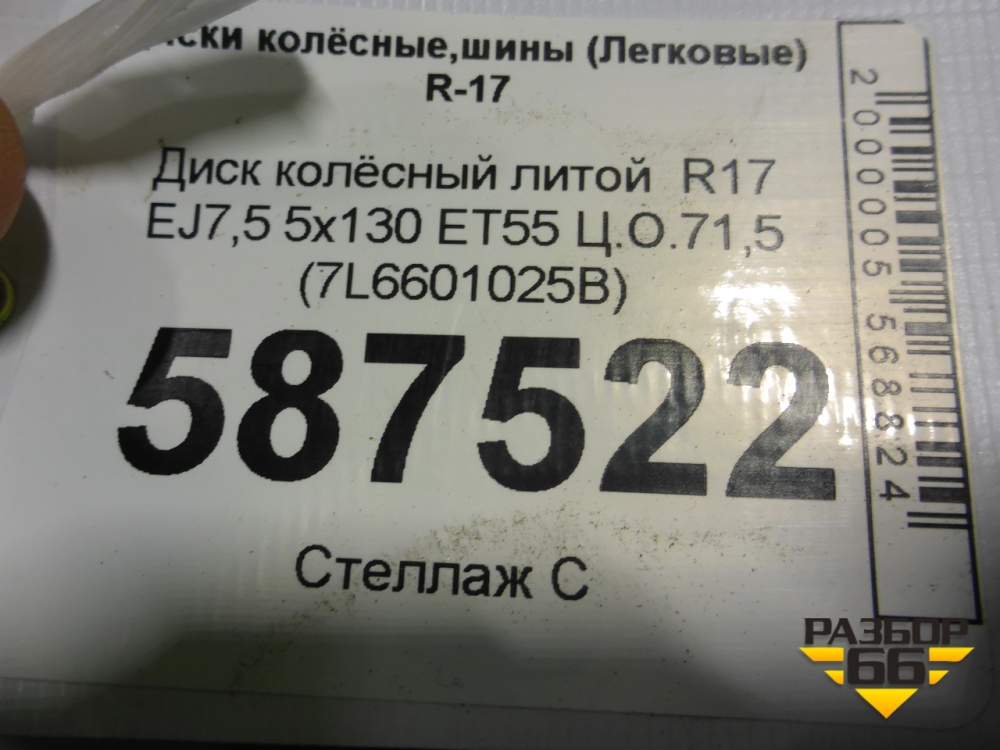 колёсные,шины (Легковые)
R-17
Диск колёсный литой R17
EJ7,5 5x130 ET55 Ц.О.71,5
(7L6601025B)
587522
Стеллаж С
2000005568824
РАЗБОР
66